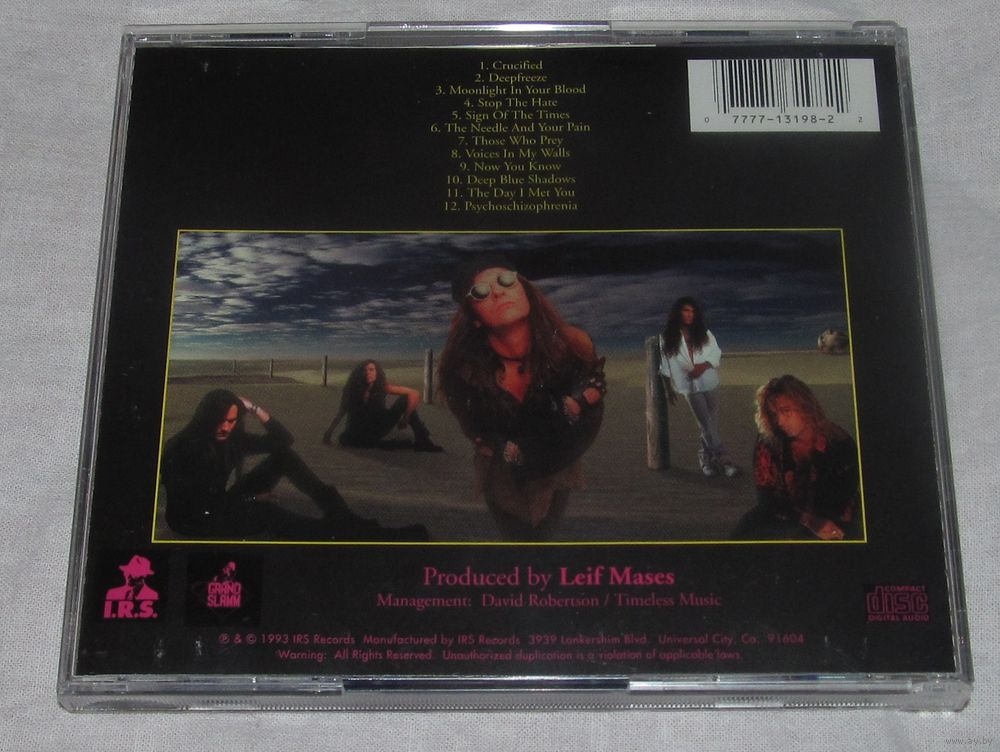 1. Crucified
2. Deepfreeze
3. Moonlight In Your Blood
4. Stop The Hate
5. Sign Of The Times
6. The Needle And Your Pain
7. Those Who Prey
8. Voices In My Walls
9. Now You Know
10. Deep Blue Shadows
11. The Day I Met You
12. Psychoschizophrenia
0 7777-13198-2 2
Produced by Leif Mases
Management: David Robertson / Timeless Music
I.R.S.
GRAND
SLAMM
COMPACT
disc
DIGITAL AUDIO
℗ & © 1993 IRS Records Manufactured by IRS Records 3939 Lankershim Blvd. Universal City, Ca. 91604
Warning: All Rights Reserved. Unauthorized duplication is a violation of applicable laws.
www.ay.by